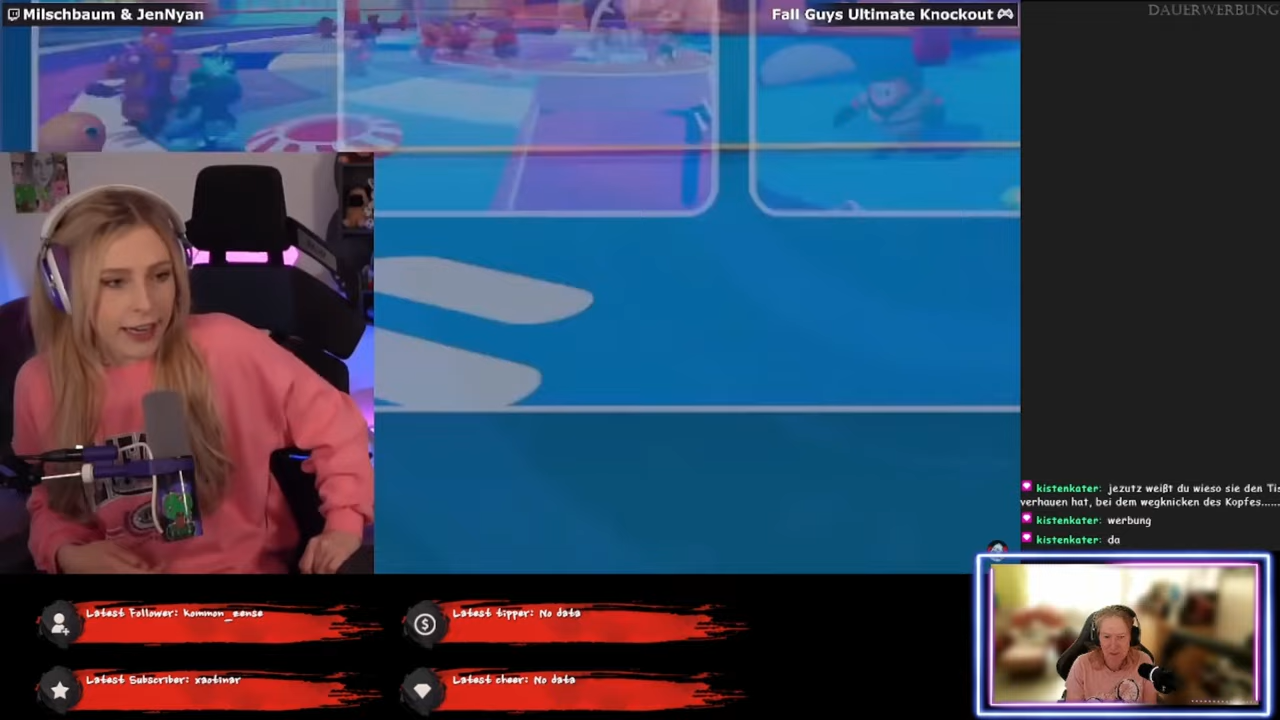 Milschbaum & JenNyan
Fall Guys Ultimate Knockout
DAUERWERBUNG
kistenkater: jezutz weißt du wieso sie den Tis
verhauen hat, bei dem wegknicken des Kopfes......
kistenkater: werbung
kistenkater: da
Latest Follower: Kommon_zense
Latest tipper: No data
Latest Subscriber: xaotinar
Latest cheer: No data